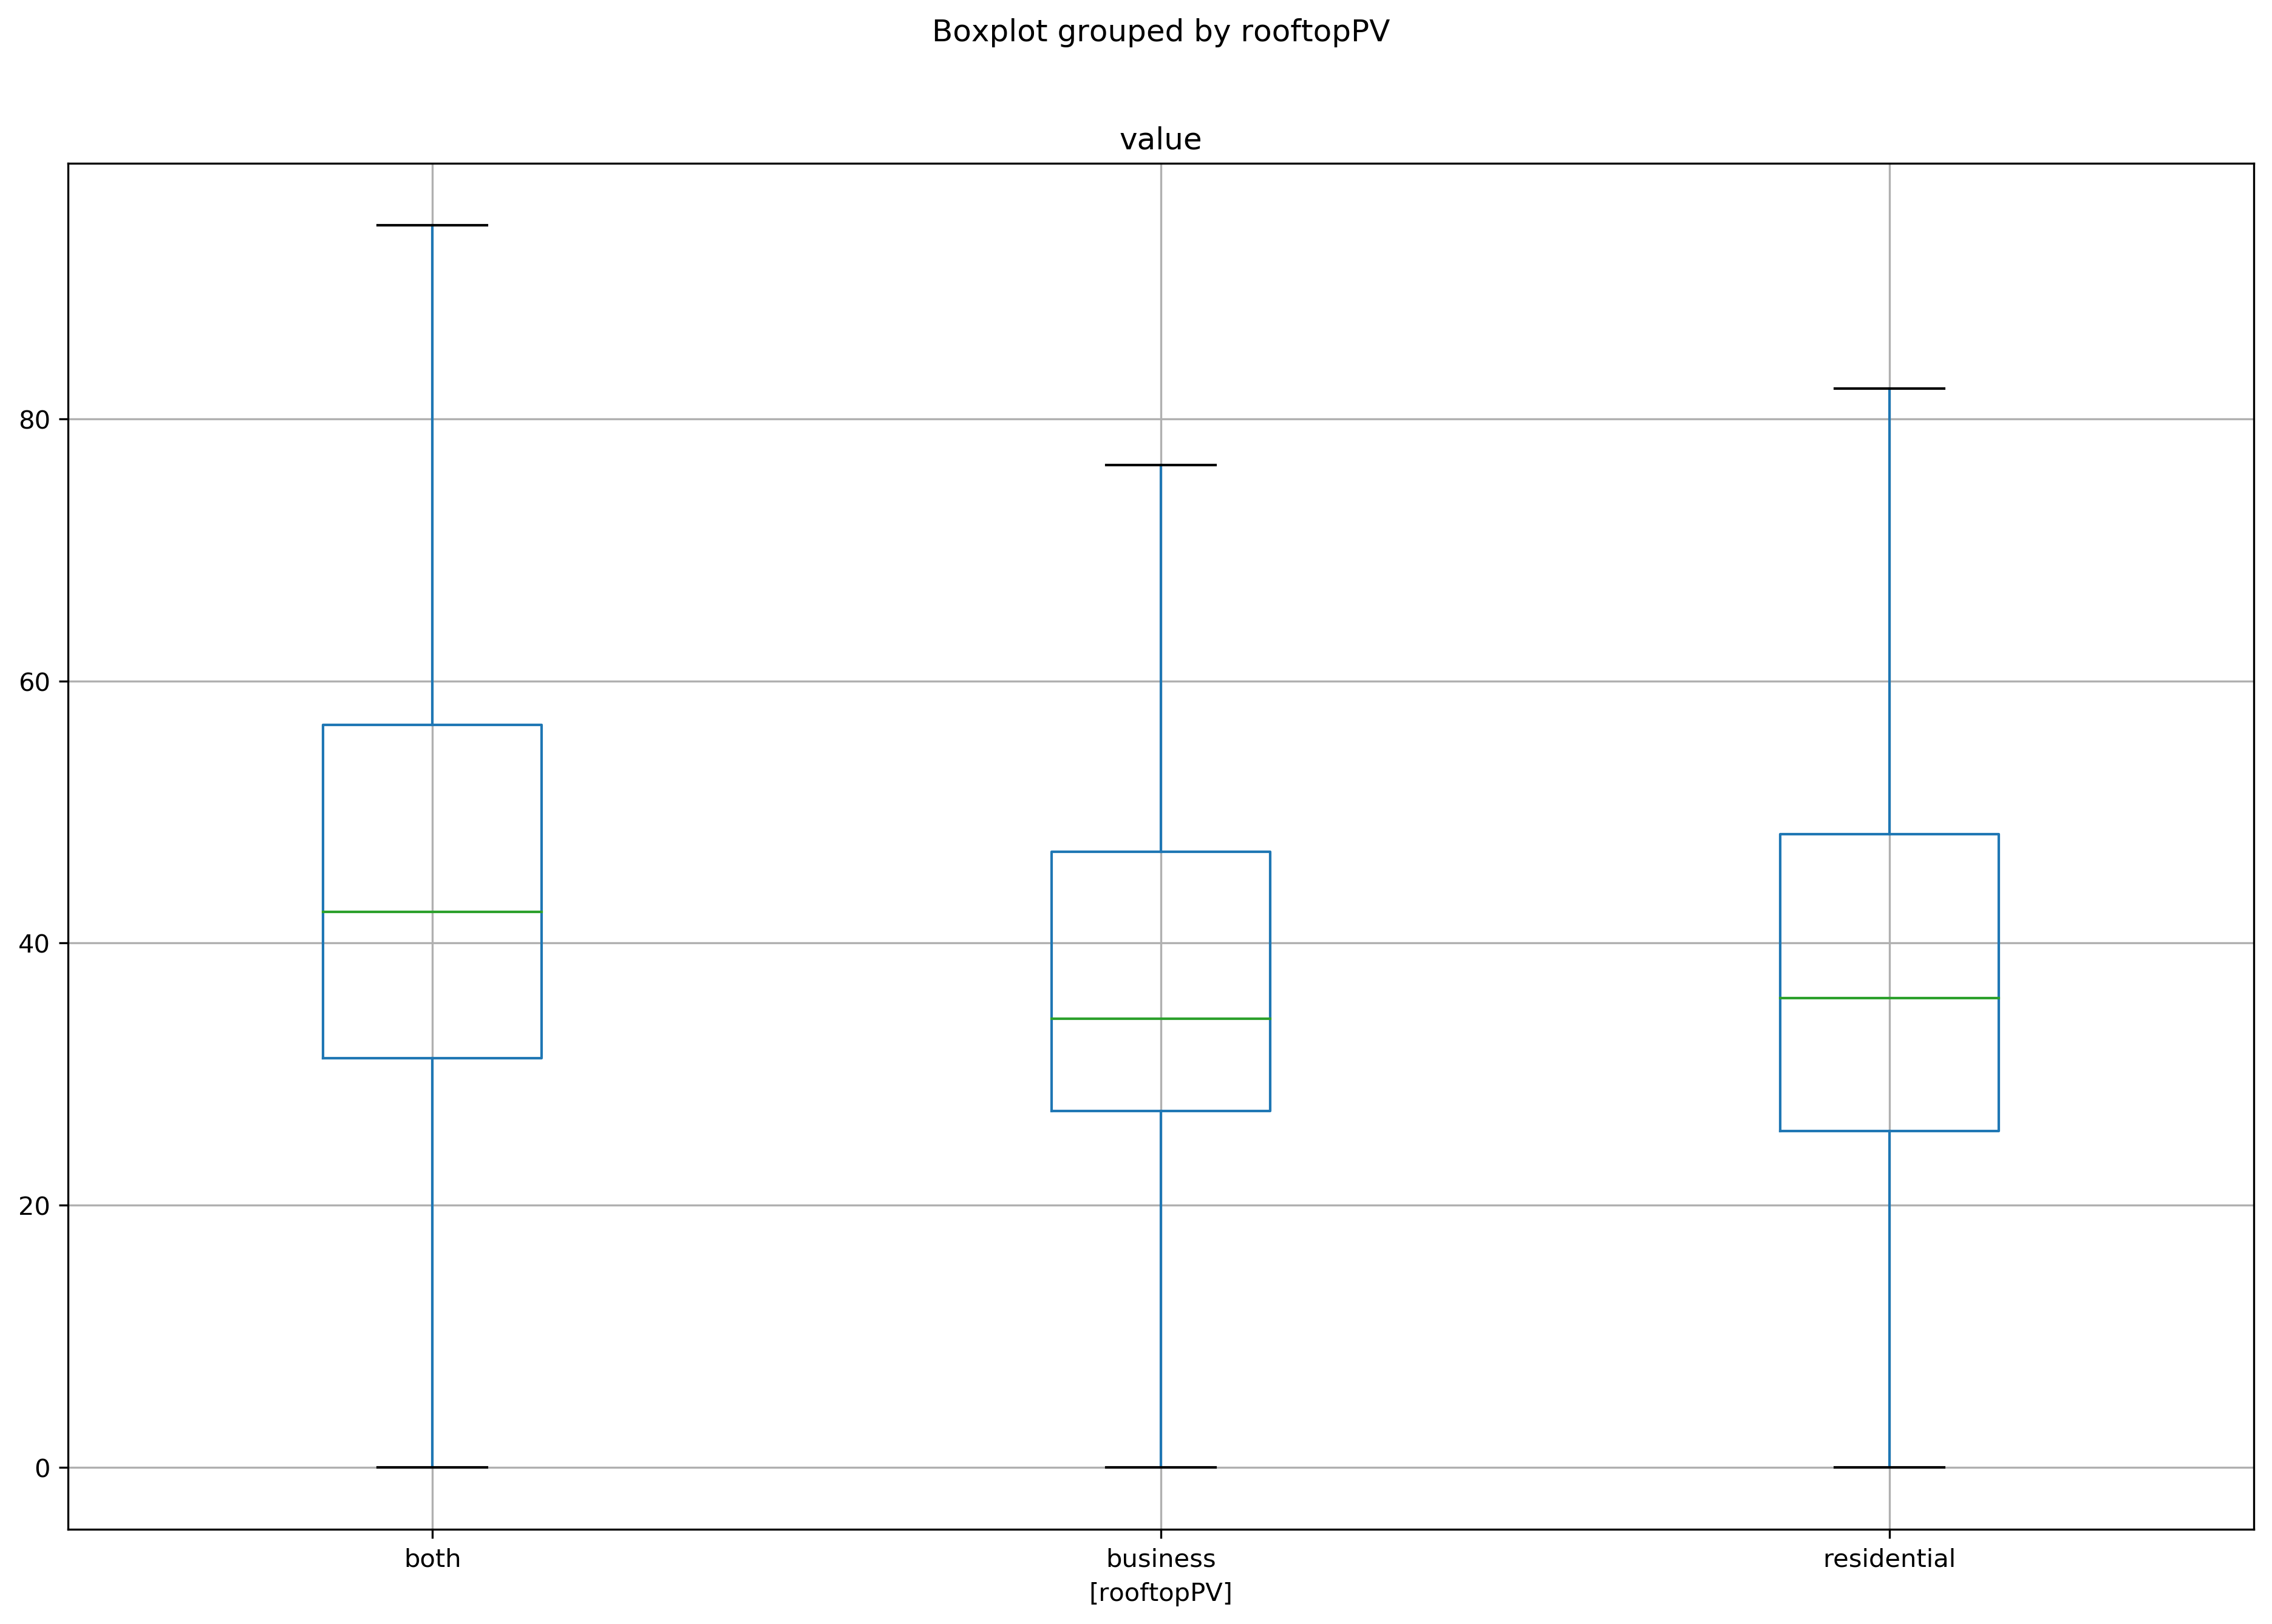 Boxplot grouped by rooftopPV
value
80
60
40
20
0
both business residential
[rooftopPV]